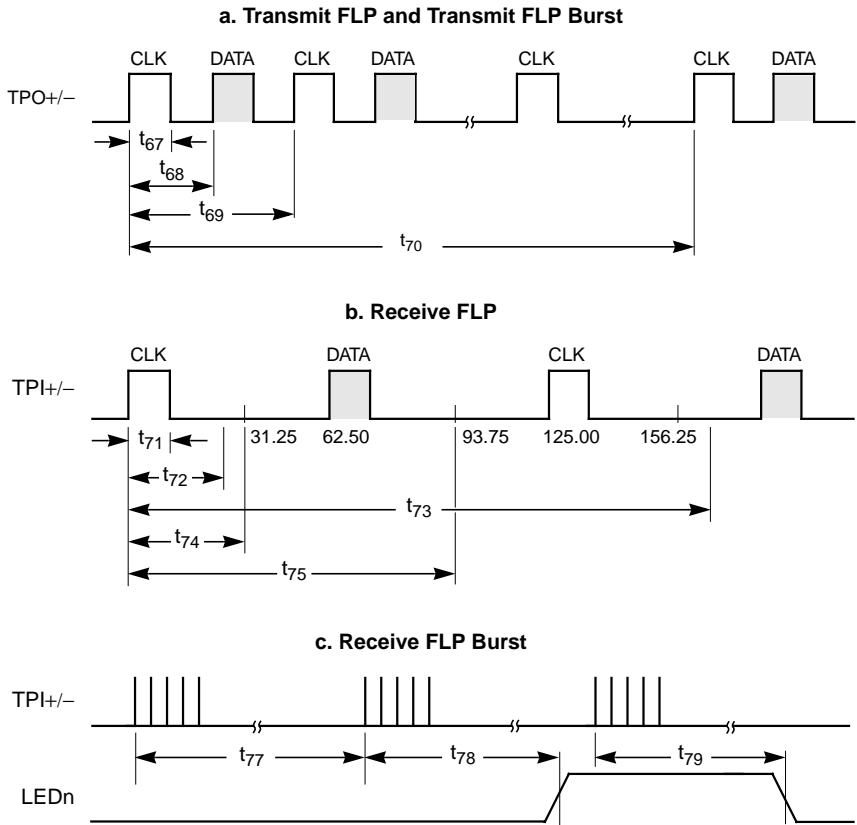 a. Transmit FLP and Transmit FLP Burst
CLK DATA CLK DATA CLK CLK DATA
TPO+/−
t67
t68
t69
t70
b. Receive FLP
CLK DATA CLK DATA
TPI+/−
t71 31.25 62.50 93.75 125.00 156.25
t72
t73
t74
t75
c. Receive FLP Burst
TPI+/−
t77 t78 t79
LEDn